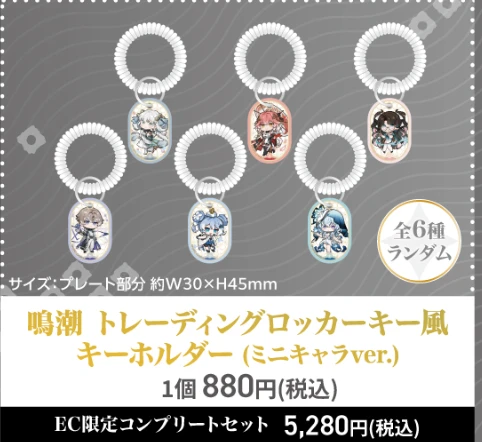 全6種
ランダム
サイズ:プレート部分 約W30×H45mm
鳴潮 トレーディングロッカーキー風
キーホルダー (ミニキャラver.)
1個 880円(税込)
EC限定コンプリートセット 5,280円(税込)